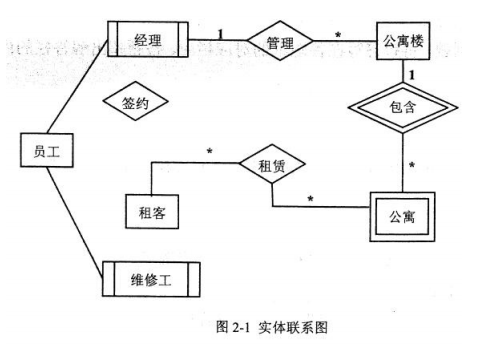 经理
1
管理
*
公寓楼
1
签约
包含
员工
*
租赁
*
租客
*
公寓
维修工
图 2-1 实体联系图